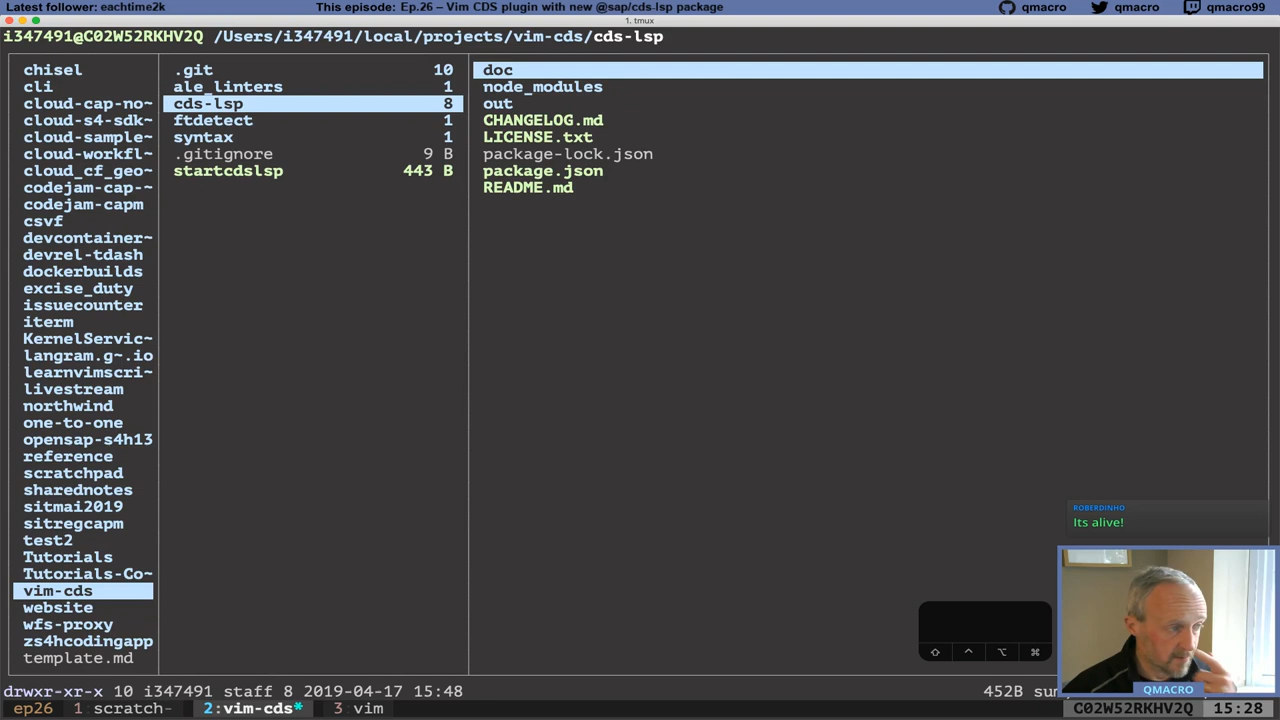 Latest follower: eachtime2k
This episode: Ep.26 – Vim CDS plugin with new @sap/cds-lsp package
qmacro
qmacro
qmacro99
1. tmux
i347491@C02W52RKHV2Q /Users/i347491/local/projects/vim-cds/cds-lsp
chisel
cli
cloud-cap-no~
cloud-s4-sdk~
cloud-sample~
cloud-workfl~
cloud_cf_geo~
codejam-cap-~
codejam-capm
csvf
devcontainer~
devrel-tdash
dockerbuilds
excise_duty
issuecounter
iterm
KernelServic~
langram.g~.io
learnvimscri~
livestream
northwind
one-to-one
opensap-s4h13
reference
scratchpad
sharednotes
sitmai2019
sitregcapm
test2
Tutorials
Tutorials-Co~
vim-cds
website
wfs-proxy
zs4hcodingapp
template.md
.git 10
ale_linters 1
cds-lsp 8
ftdetect 1
syntax 1
.gitignore 9 B
startcdslsp 443 B
doc
node_modules
out
CHANGELOG.md
LICENSE.txt
package-lock.json
package.json
README.md
ROBERDINHO
Its alive!
⇧ ^ ⌥ ⌘
QMACRO
drwxr-xr-x 10 i347491 staff 8 2019-04-17 15:48
452B
ep26 1:scratch- 2:vim-cds* 3:vim
C02W52RKHV2Q 15:28